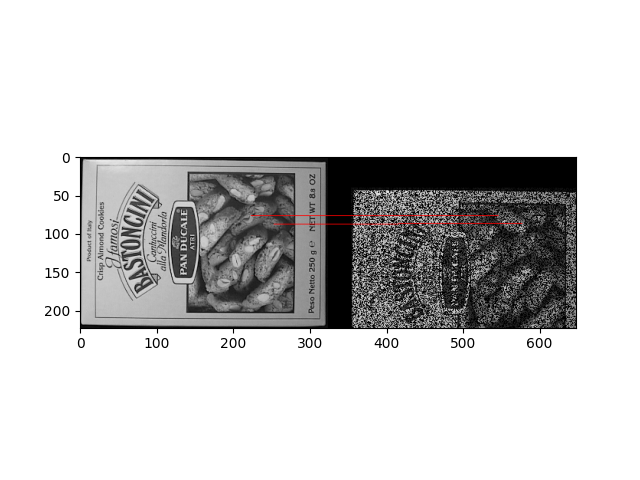 0
50
100
150
200
Product of Italy
Crisp Almond Cookies
I famosi
BASTONCINI
Cantuccini
alla Mandorla
PAN DUCALE
ATRI
Peso Netto 250 g ℮ NET WT 8.8 OZ
0 100 200 300 400 500 600